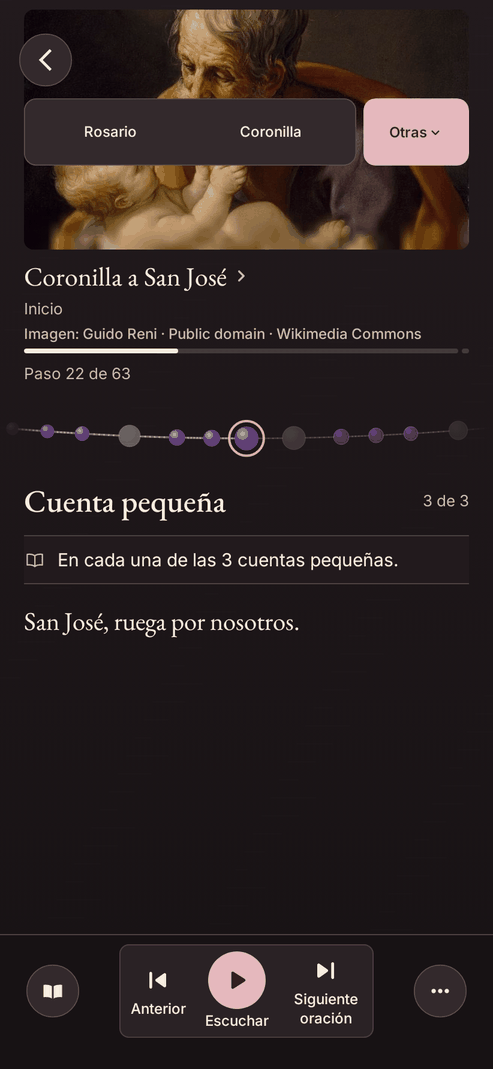 Rosario
Coronilla
Otras
Coronilla a San José
Inicio
Imagen: Guido Reni · Public domain · Wikimedia Commons
Paso 22 de 63
Cuenta pequeña
3 de 3
En cada una de las 3 cuentas pequeñas.
San José, ruega por nosotros.
Anterior
Escuchar
Siguiente
oración